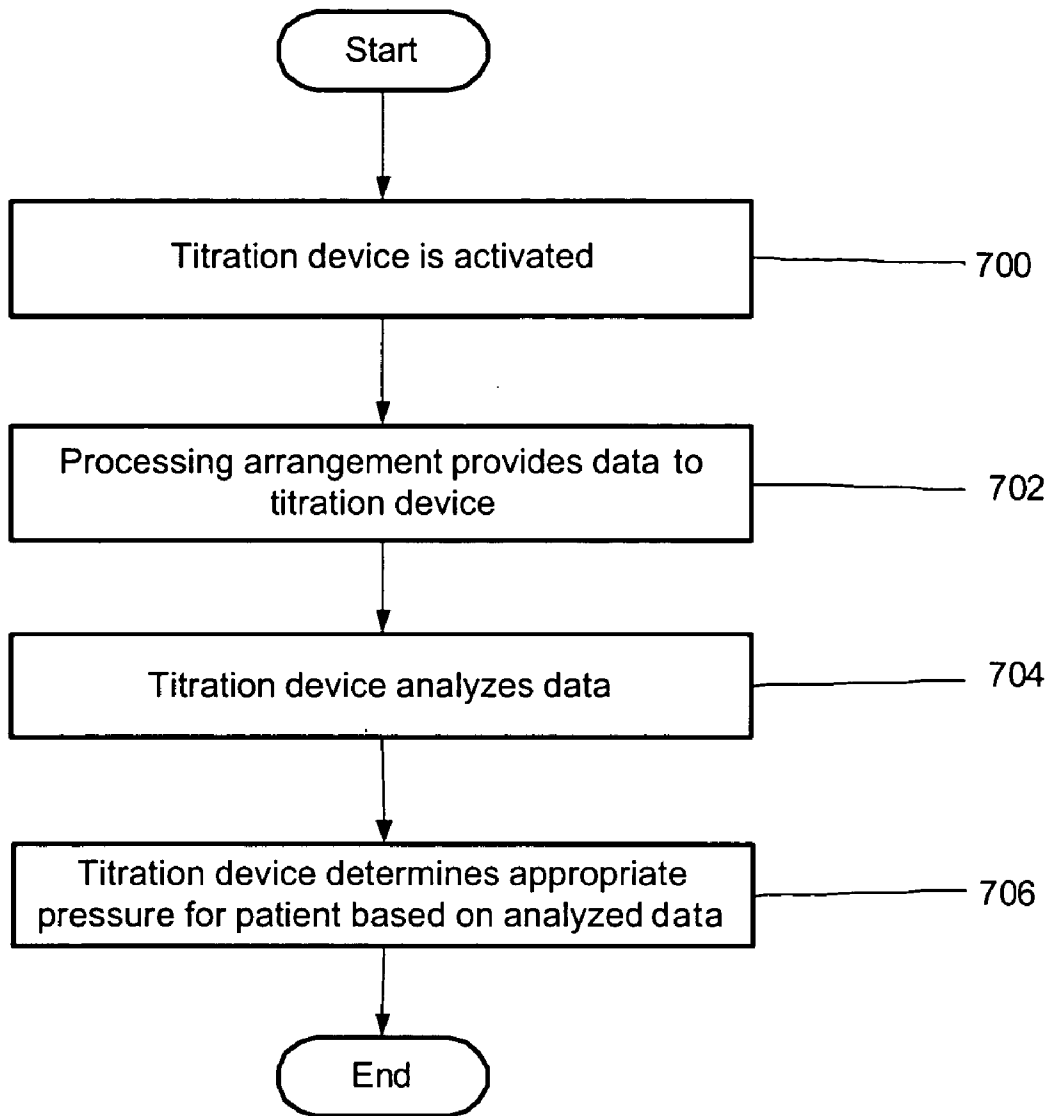 Start
Titration device is activated
700
Processing arrangement provides data to
titration device
702
Titration device analyzes data
704
Titration device determines appropriate
pressure for patient based on analyzed data
706
End